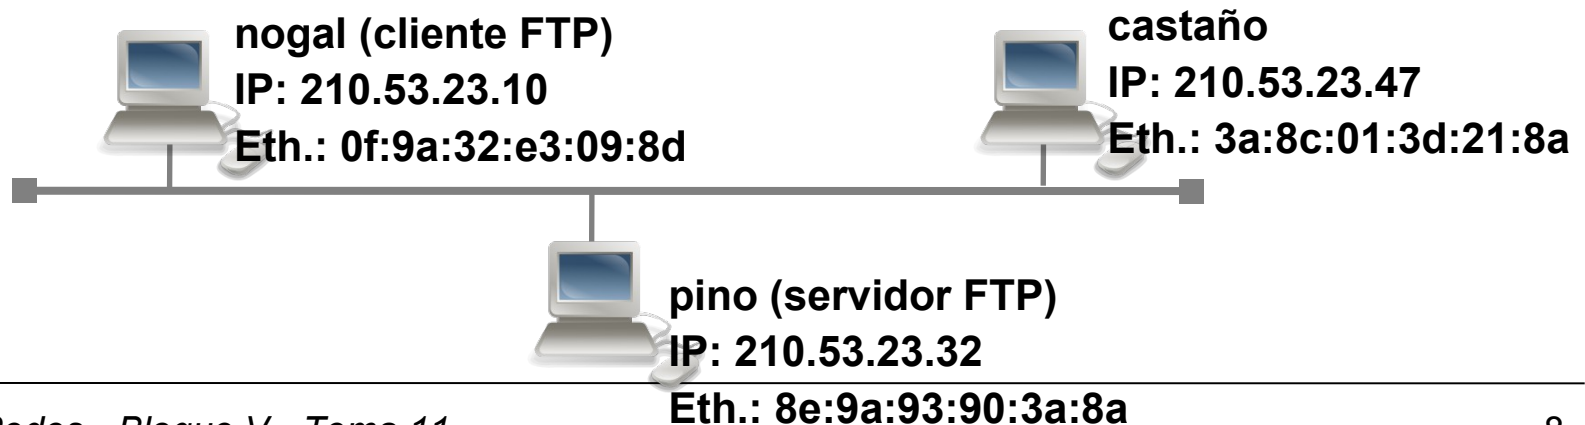 nogal (cliente FTP)
IP: 210.53.23.10
Eth.: 0f:9a:32:e3:09:8d
castaño
IP: 210.53.23.47
Eth.: 3a:8c:01:3d:21:8a
pino (servidor FTP)
IP: 210.53.23.32
Eth.: 8e:9a:93:90:3a:8a
Bloque V Tema 11